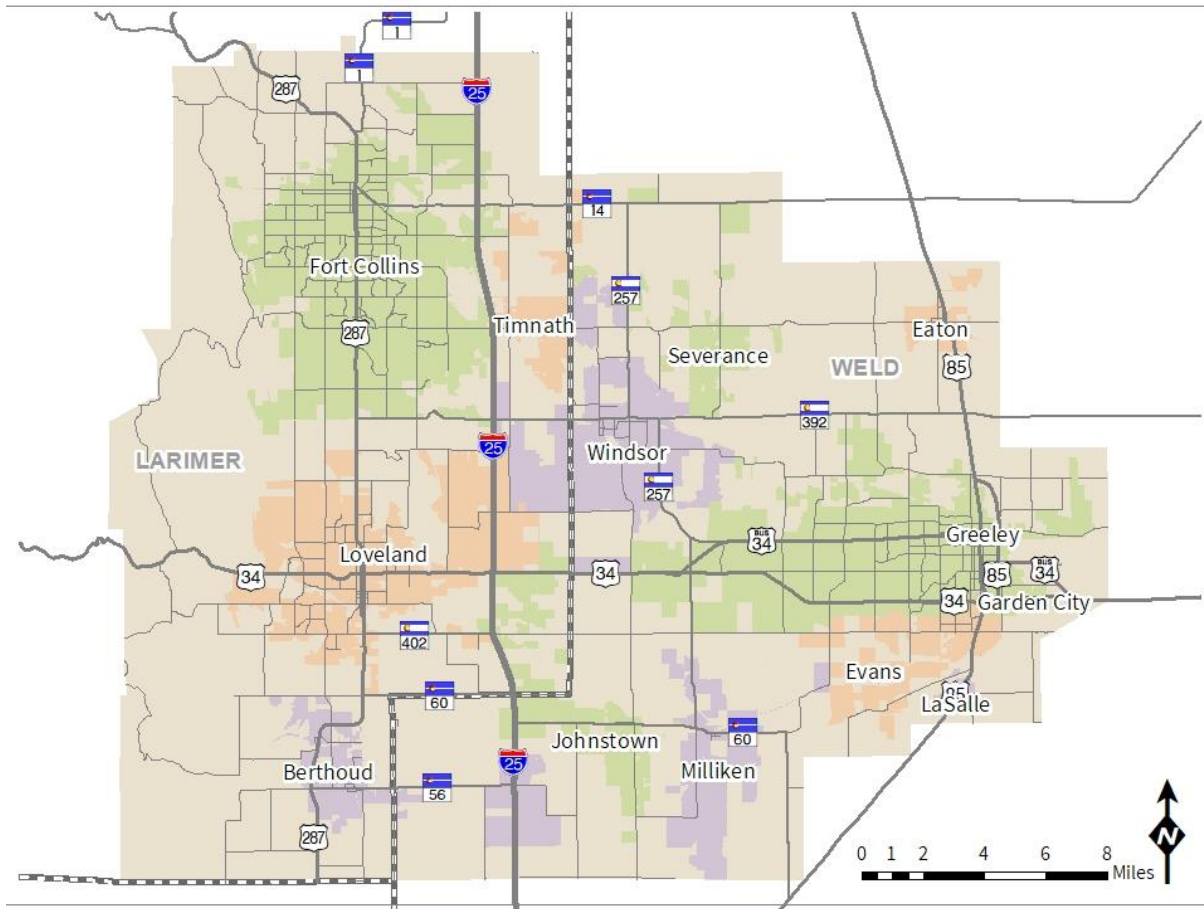 1
1
287
25
14
Fort Collins
257
287
Timnath
Eaton
Severance
WELD
85
392
25
LARIMER
Windsor
257
BUS
34
Greeley
Loveland
34
34
85
BUS
34
34
Garden City
402
Evans
60
85
LaSalle
60
Johnstown
25
Berthoud
Milliken
56
287
N
0 1 2 4 6 8
Miles